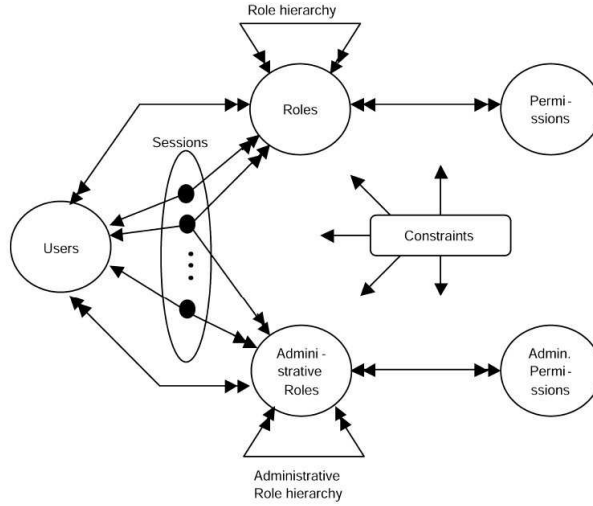 Role hierarchy
Roles
Permi-
ssions
Sessions
Users
Constraints
Admini-
strative
Roles
Admin.
Permi-
ssions
Administrative
Role hierarchy